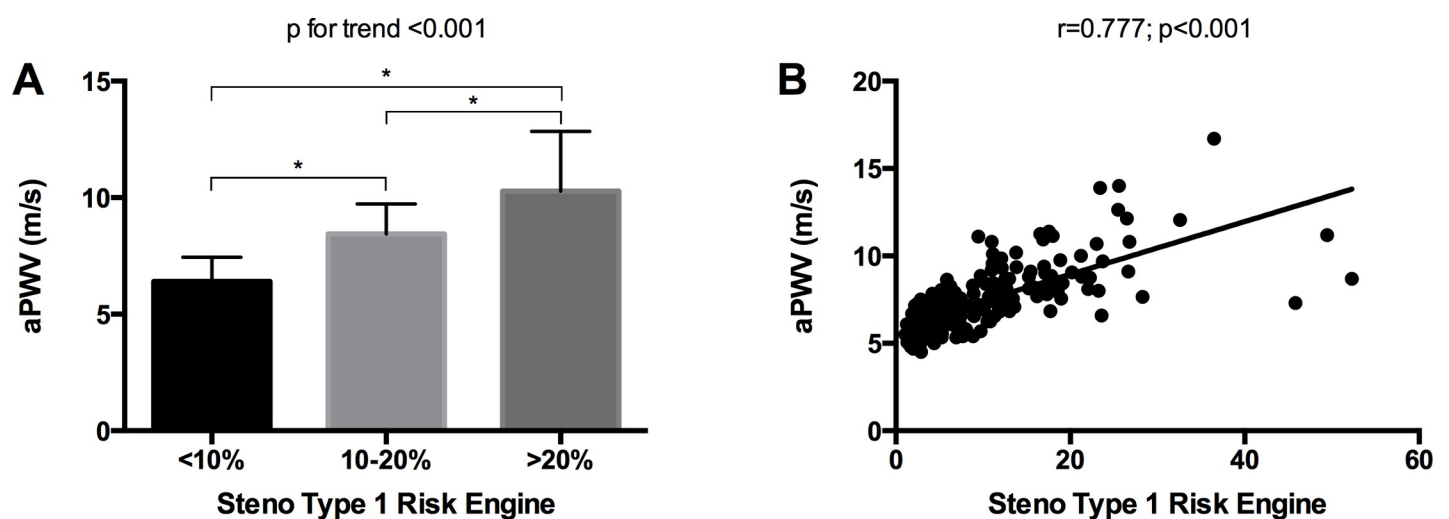 p for trend <0.001
A
15
10
5
0
aPWV (m/s)
*
*
*
<10%
10-20%
>20%
Steno Type 1 Risk Engine
r=0.777; p<0.001
B
20
15
10
5
0
aPWV (m/s)
0
20
40
60
Steno Type 1 Risk Engine